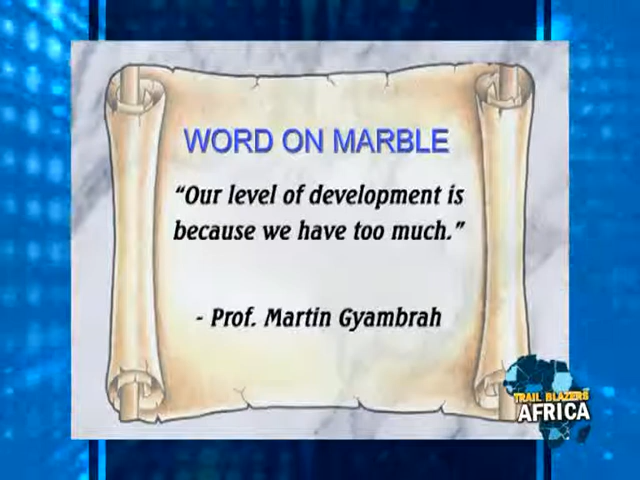 WORD ON MARBLE
“Our level of development is
because we have too much.”
- Prof. Martin Gyambrah
TRAIL BLAZERS
AFRICA